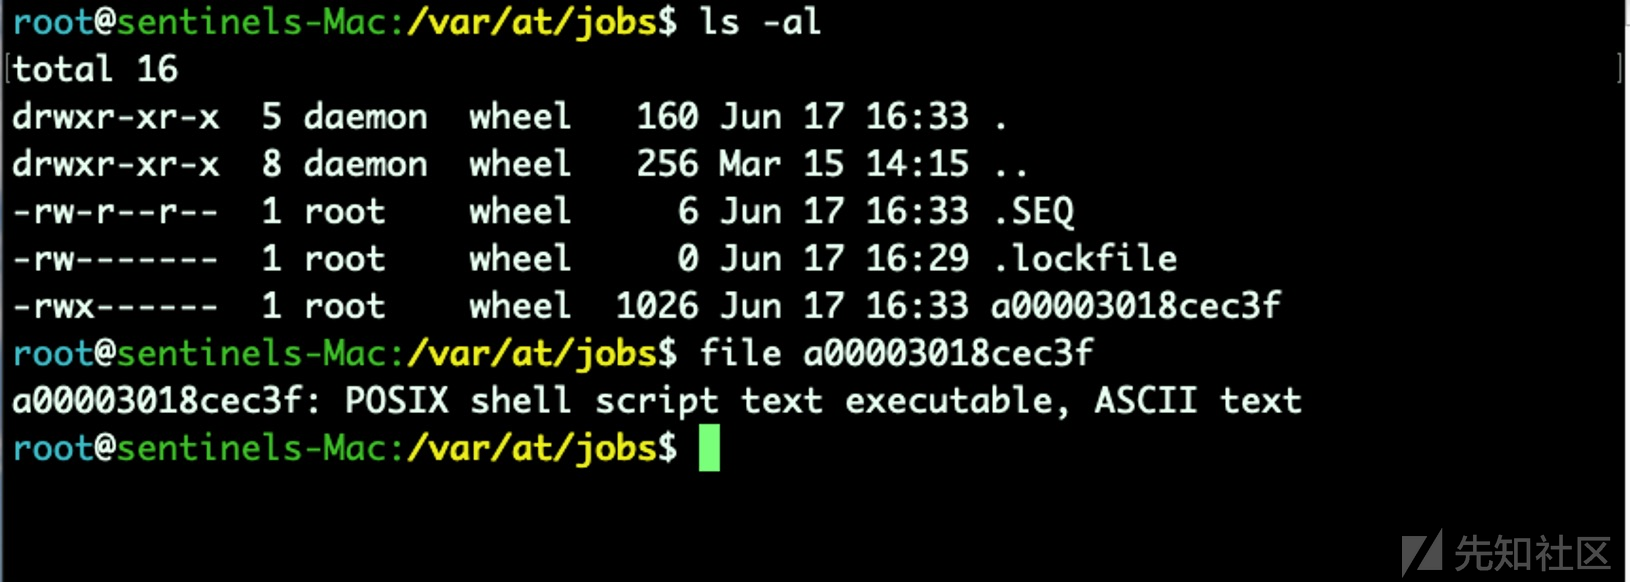 root@sentinels-Mac:/var/at/jobs$ ls -al
[total 16 ]
drwxr-xr-x  5 daemon  wheel   160 Jun 17 16:33 .
drwxr-xr-x  8 daemon  wheel   256 Mar 15 14:15 ..
-rw-r--r--  1 root    wheel     6 Jun 17 16:33 .SEQ
-rw-------  1 root    wheel     0 Jun 17 16:29 .lockfile
-rwx------  1 root    wheel  1026 Jun 17 16:33 a00003018cec3f
root@sentinels-Mac:/var/at/jobs$ file a00003018cec3f
a00003018cec3f: POSIX shell script text executable, ASCII text
root@sentinels-Mac:/var/at/jobs$
先知社区